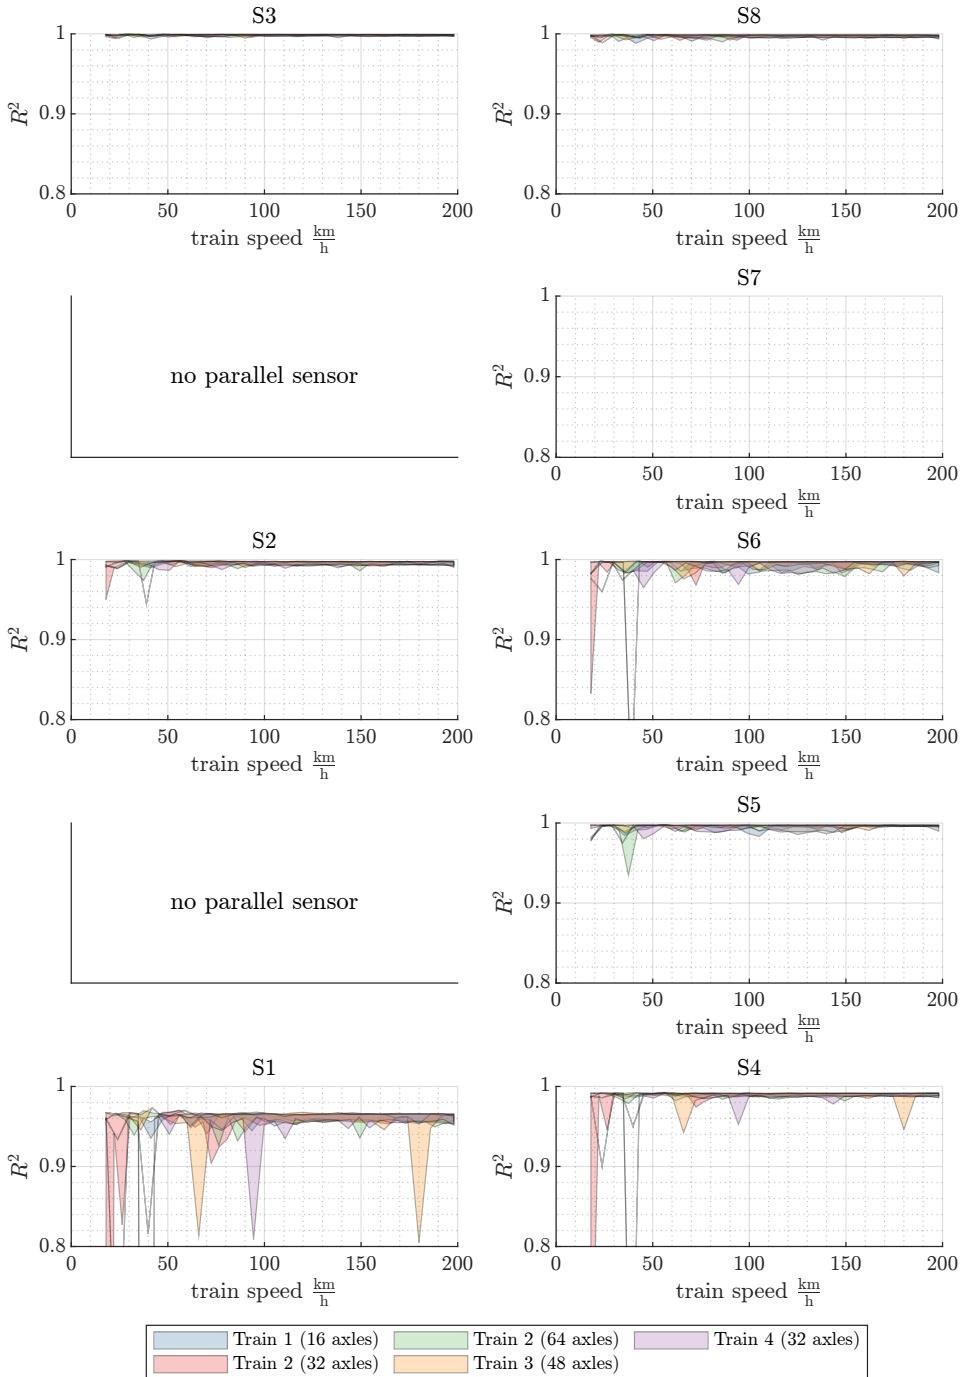 S3
R²
1
0.9
0.8
0 50 100 150 200
train speed km/h
S8
R²
1
0.9
0.8
0 50 100 150 200
train speed km/h
no parallel sensor
S7
R²
1
0.9
0.8
0 50 100 150 200
train speed km/h
S2
R²
1
0.9
0.8
0 50 100 150 200
train speed km/h
S6
R²
1
0.9
0.8
0 50 100 150 200
train speed km/h
no parallel sensor
S5
R²
1
0.9
0.8
0 50 100 150 200
train speed km/h
S1
R²
1
0.9
0.8
0 50 100 150 200
train speed km/h
S4
R²
1
0.9
0.8
0 50 100 150 200
train speed km/h
Train 1 (16 axles) Train 2 (64 axles) Train 4 (32 axles)
Train 2 (32 axles) Train 3 (48 axles)